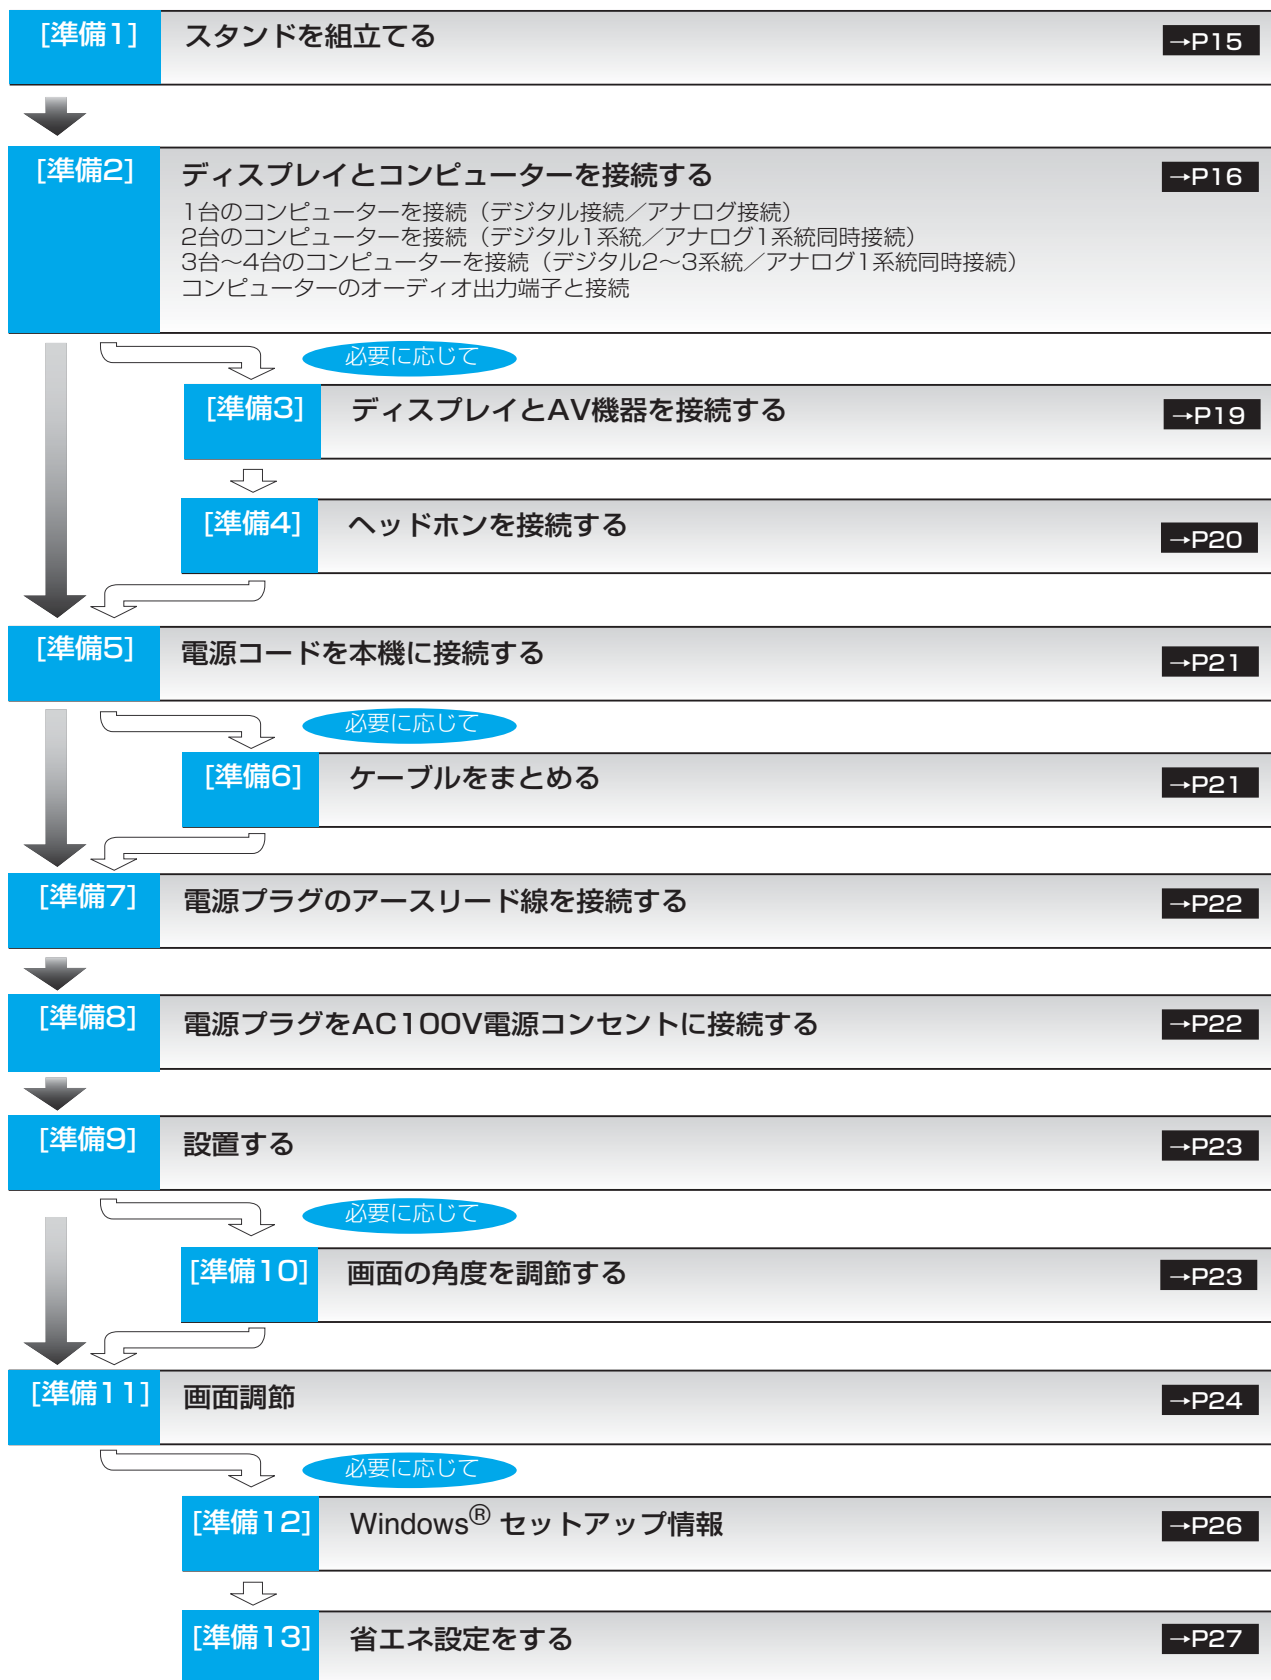 [準備1] スタンドを組立てる →P15
[準備2] ディスプレイとコンピューターを接続する →P16
1台のコンピューターを接続（デジタル接続／アナログ接続）
2台のコンピューターを接続（デジタル1系統／アナログ1系統同時接続）
3台～4台のコンピューターを接続（デジタル2～3系統／アナログ1系統同時接続）
コンピューターのオーディオ出力端子と接続
必要に応じて
[準備3] ディスプレイとAV機器を接続する →P19
[準備4] ヘッドホンを接続する →P20
[準備5] 電源コードを本機に接続する →P21
必要に応じて
[準備6] ケーブルをまとめる →P21
[準備7] 電源プラグのアースリード線を接続する →P22
[準備8] 電源プラグをAC100V電源コンセントに接続する →P22
[準備9] 設置する →P23
必要に応じて
[準備10] 画面の角度を調節する →P23
[準備11] 画面調節 →P24
必要に応じて
[準備12] Windows® セットアップ情報 →P26
[準備13] 省エネ設定をする →P27